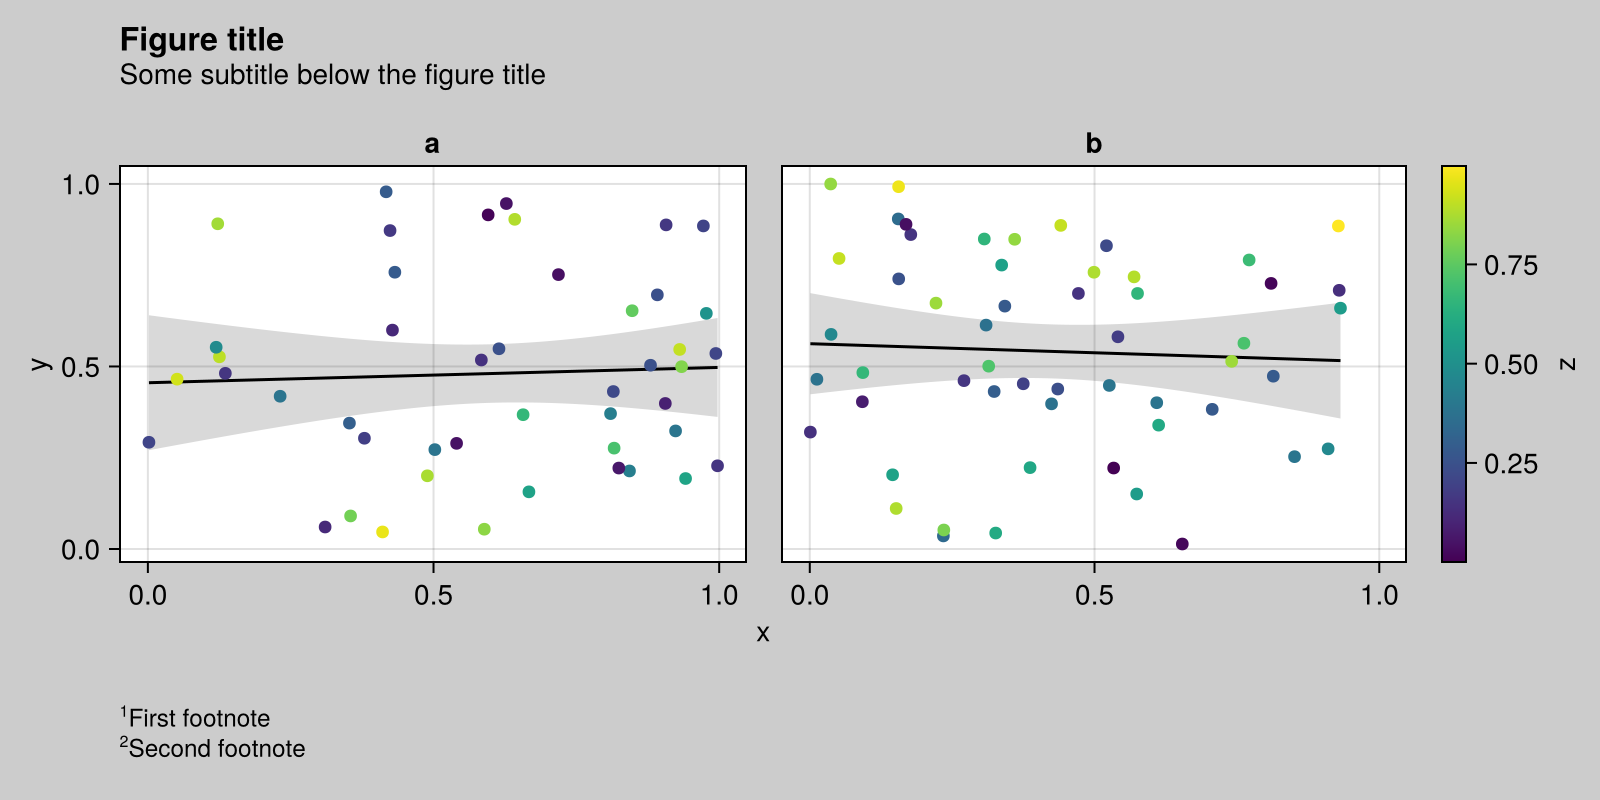 Figure title
Some subtitle below the figure title
a
b
1.0
0.5
0.0
y
0.0
0.5
1.0
0.0
0.5
1.0
x
0.75
0.50
0.25
z
¹First footnote
²Second footnote